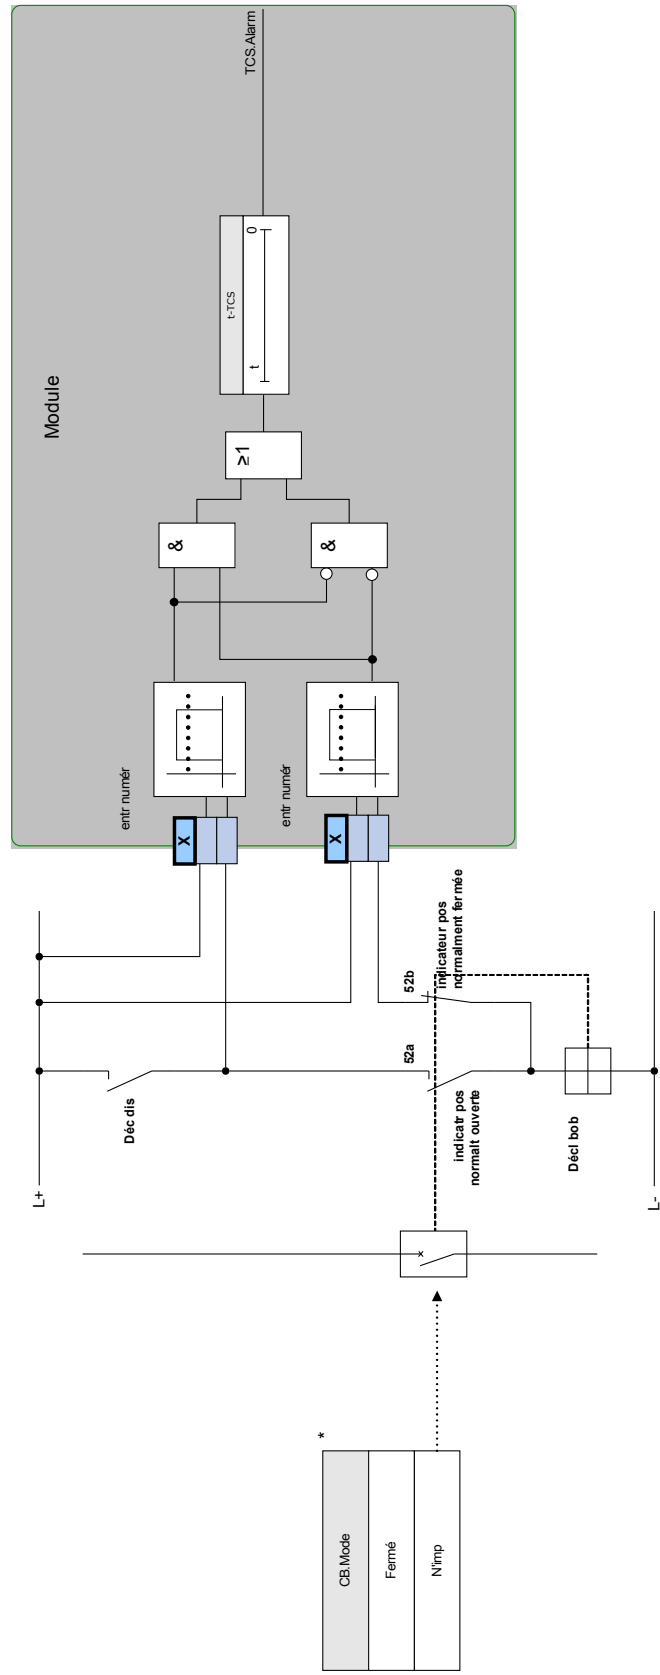 *
CB.Mode
Fermé
N'imp
L+
L-
Déc dis
52a
indicatr pos
normalt ouverte
Décl bob
52b
indicateur pos
normalment fermée
X
X
entr numér
entr numér
Module
&
&
≥1
t-TCS
t
0
TCS.Alarm